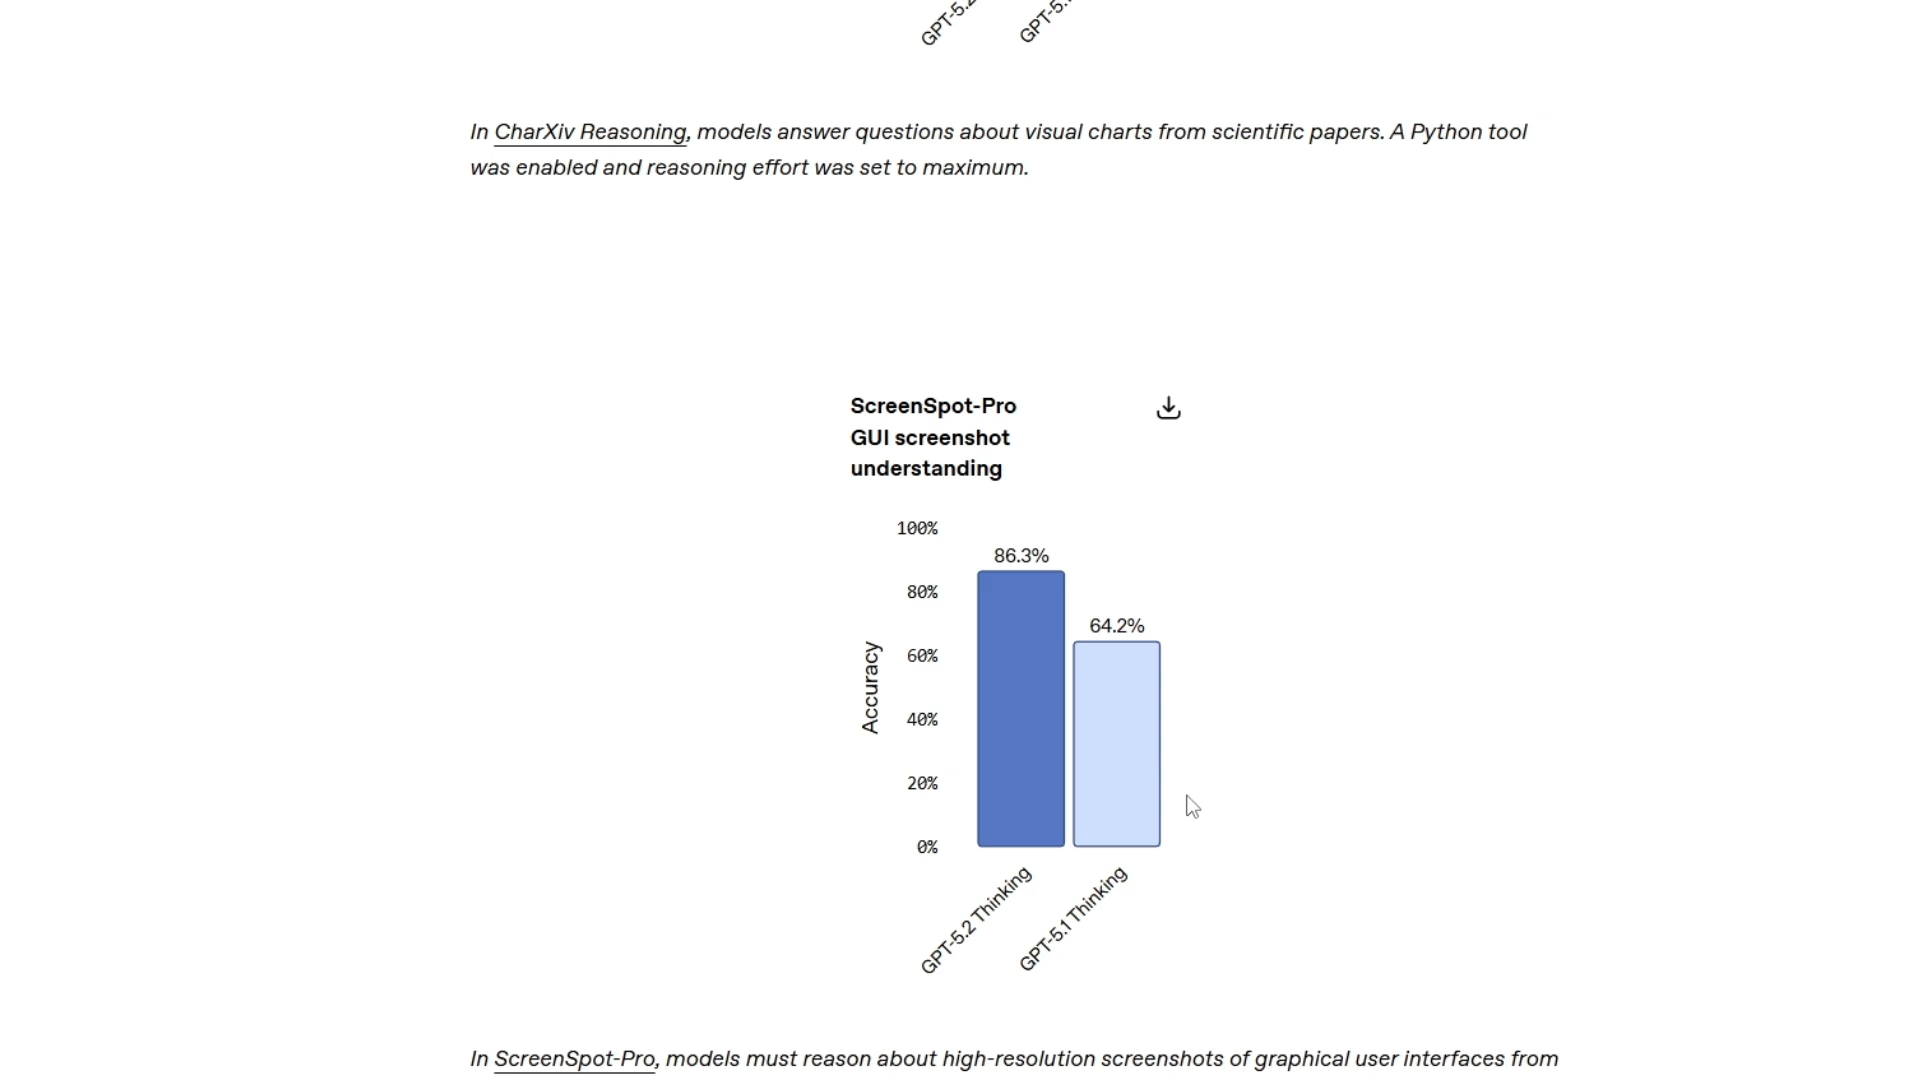 In CharXiv Reasoning, models answer questions about visual charts from scientific papers. A Python tool
was enabled and reasoning effort was set to maximum.
ScreenSpot-Pro
GUI screenshot
understanding
100%
86.3%
80%
64.2%
60%
Accuracy
40%
20%
0%
GPT-5.2 Thinking
GPT-5.1 Thinking
In ScreenSpot-Pro, models must reason about high-resolution screenshots of graphical user interfaces from